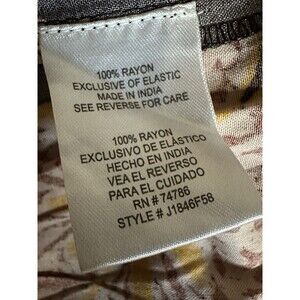 100% RAYON
EXCLUSIVE OF ELASTIC
MADE IN INDIA
SEE REVERSE FOR CARE
100% RAYON
EXCLUSIVO DE ELÁSTICO
HECHO EN INDIA
VEA EL REVERSO
PARA EL CUIDADO
RN # 74786
STYLE # J1846F58